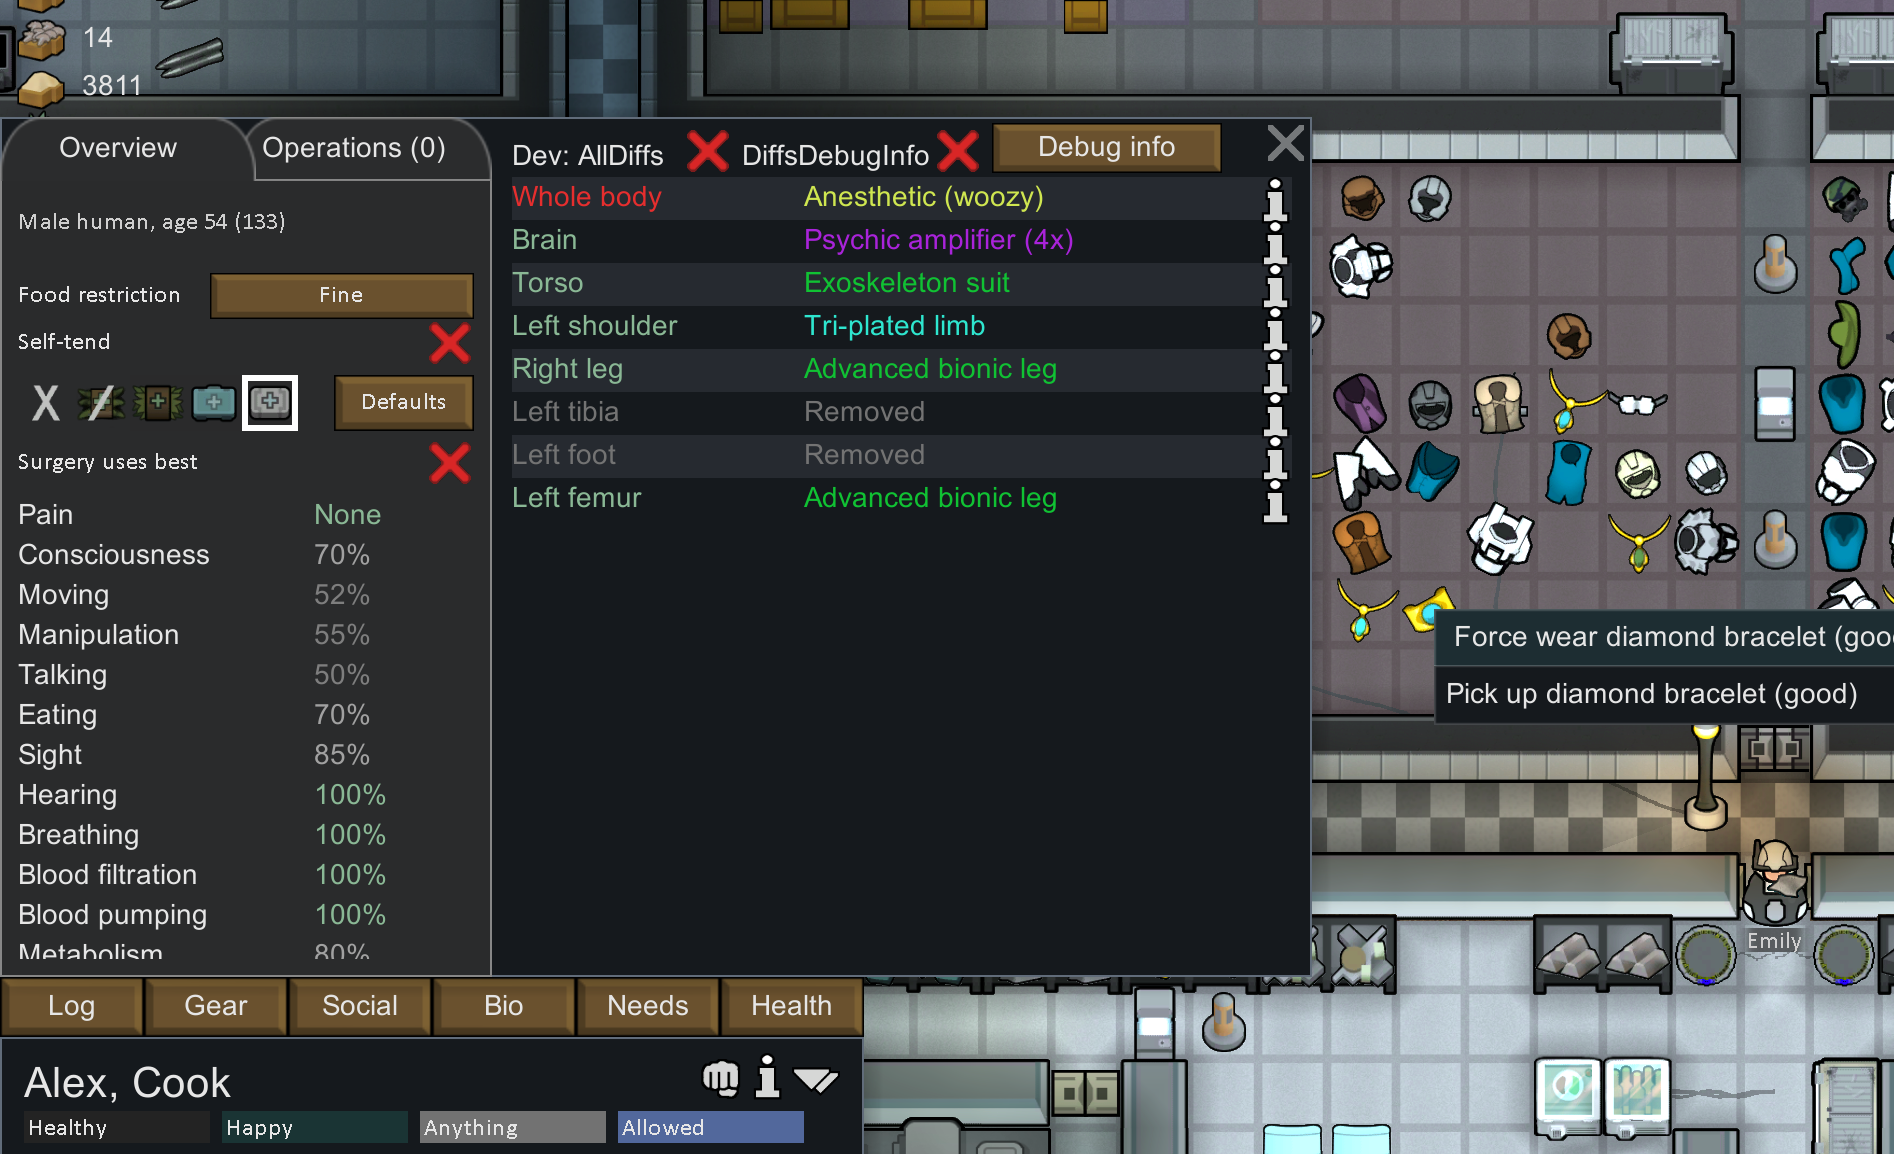 14
3811
Overview
Operations (0)
Male human, age 54 (133)
Food restriction
Fine
Self-tend
Defaults
Surgery uses best
Pain None
Consciousness 70%
Moving 52%
Manipulation 55%
Talking 50%
Eating 70%
Sight 85%
Hearing 100%
Breathing 100%
Blood filtration 100%
Blood pumping 100%
Metabolism 80%
Dev: AllDiffs
DiffsDebugInfo
Debug info
Whole body Anesthetic (woozy)
Brain Psychic amplifier (4x)
Torso Exoskeleton suit
Left shoulder Tri-plated limb
Right leg Advanced bionic leg
Left tibia Removed
Left foot Removed
Left femur Advanced bionic leg
Force wear diamond bracelet (goo
Pick up diamond bracelet (good)
Emily
Log
Gear
Social
Bio
Needs
Health
Alex, Cook
Healthy
Happy
Anything
Allowed